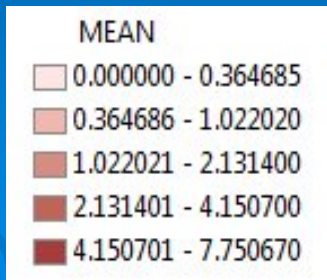 MEAN
0.000000 - 0.364685
0.364686 - 1.022020
1.022021 - 2.131400
2.131401 - 4.150700
4.150701 - 7.750670